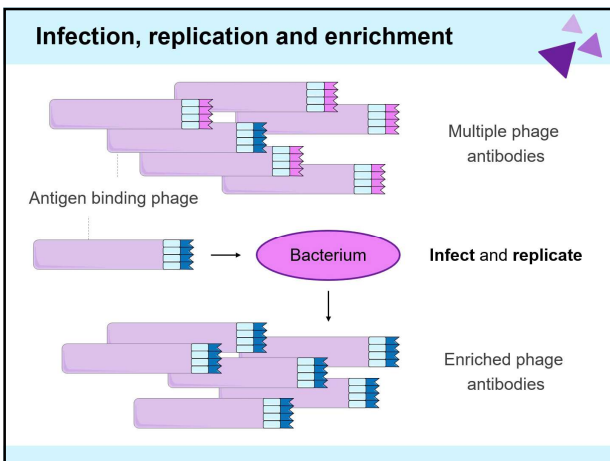 Infection, replication and enrichment
Multiple phage
antibodies
Antigen binding phage
Bacterium
Infect and replicate
Enriched phage
antibodies